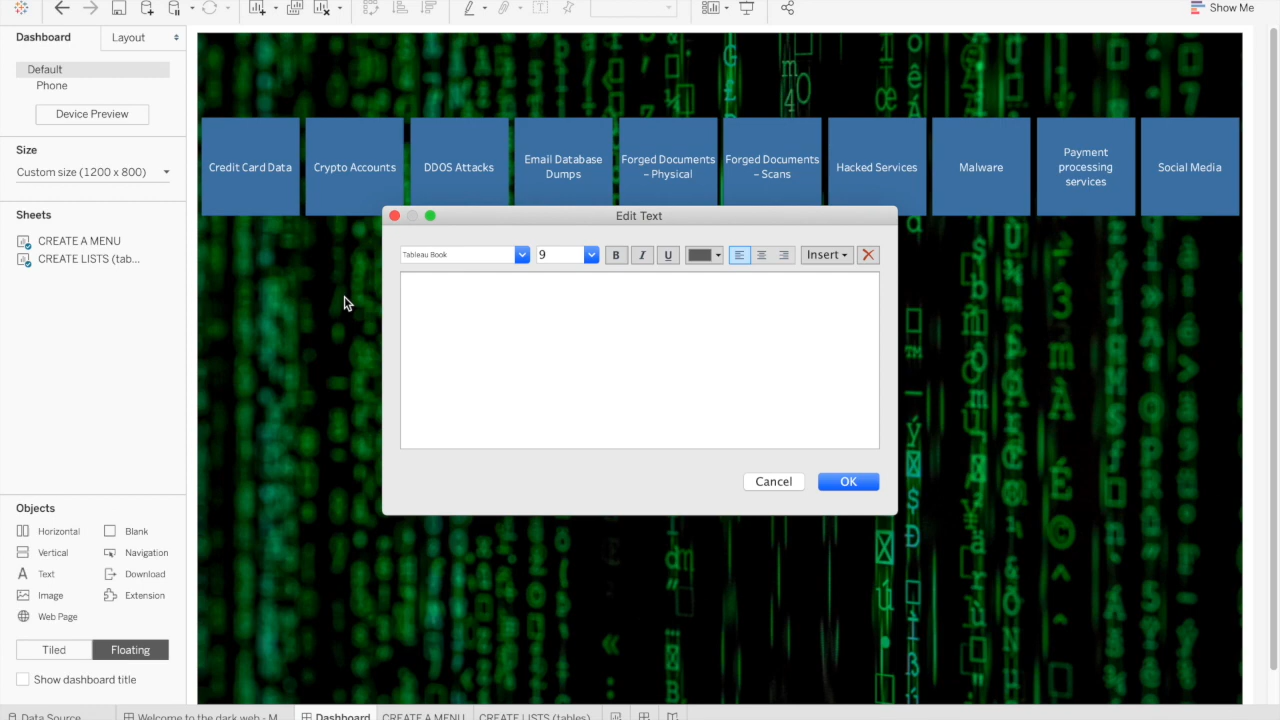 Show Me
Dashboard
Layout
Default
Phone
Device Preview
Size
Custom size (1200 x 800)
Sheets
CREATE A MENU
CREATE LISTS (tab...
Objects
Horizontal
Blank
Vertical
Navigation
Text
Download
Image
Extension
Web Page
Tiled
Floating
Show dashboard title
Credit Card Data
Crypto Accounts
DDOS Attacks
Email Database
Dumps
Forged Documents
– Physical
Forged Documents
– Scans
Hacked Services
Malware
Payment
processing
services
Social Media
Edit Text
Tableau Book
9
B
I
U
Insert
Cancel
OK
Data Source
Welcome to the dark web - M...
Dashboard
CREATE A MENU
CREATE LISTS (tables)